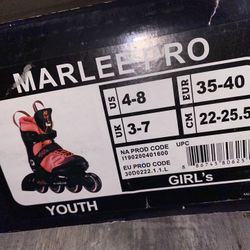 MARLEE PRO
US 4-8 EUR 35-40
UK 3-7 CM 22-25.5
NA PROD CODE UPC
I190200401600
EU PROD CODE
30D0222.1.1.L
YOUTH GIRL's